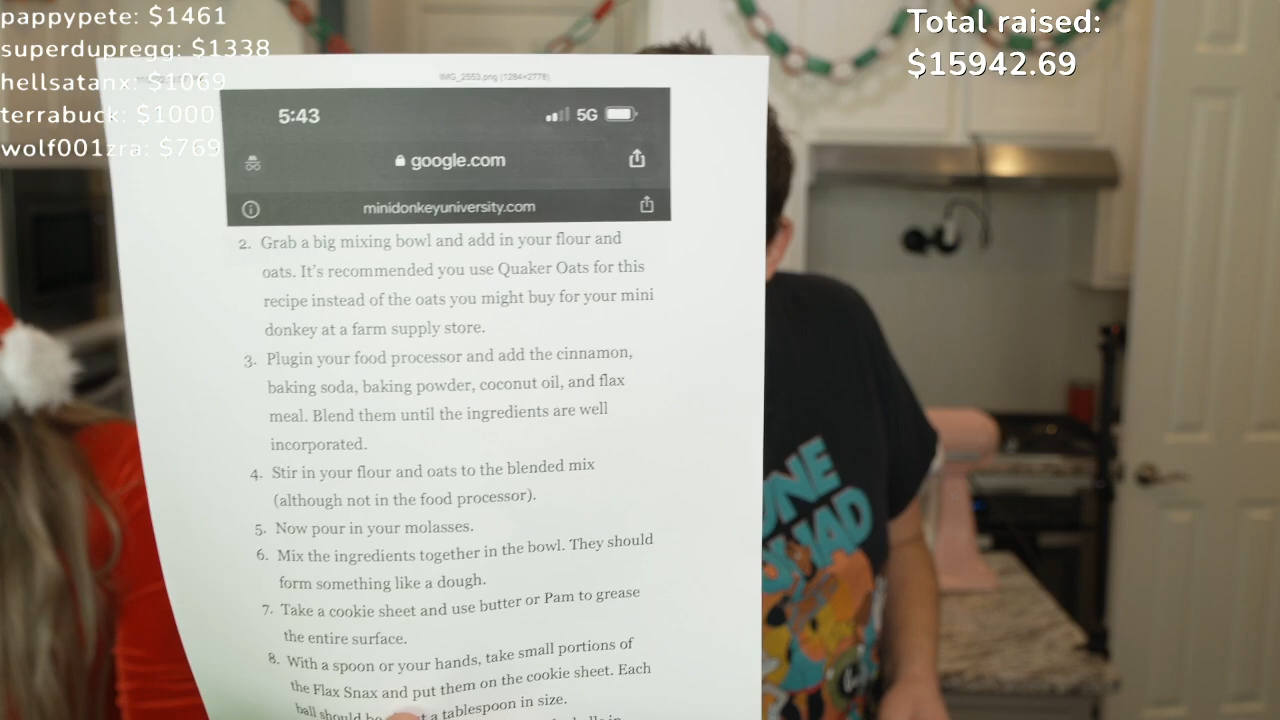 pappypete: $1461
superdupregg: $1338
hellsatanx: $1069
terrabuck: $1000
wolf001zra: $769
Total raised:
$15942.69
IMG_2553.png (1284×2778)
5:43
5G
google.com
minidonkeyuniversity.com
2. Grab a big mixing bowl and add in your flour and
oats. It's recommended you use Quaker Oats for this
recipe instead of the oats you might buy for your mini
donkey at a farm supply store.
3. Plugin your food processor and add the cinnamon,
baking soda, baking powder, coconut oil, and flax
meal. Blend them until the ingredients are well
incorporated.
4. Stir in your flour and oats to the blended mix
(although not in the food processor).
5. Now pour in your molasses.
6. Mix the ingredients together in the bowl. They should
form something like a dough.
7. Take a cookie sheet and use butter or Pam to grease
the entire surface.
8. With a spoon or your hands, take small portions of
the Flax Snax and put them on the cookie sheet. Each
ball should a tablespoon in size.